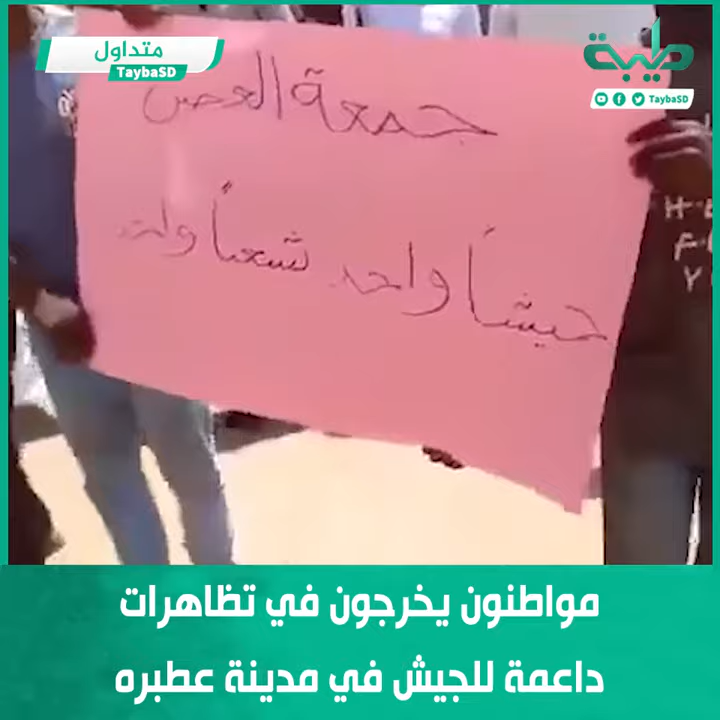 متداول
TaybaSD
طيبة
TaybaSD
جمعة
جيشاً واحد شعباً
مواطنون يخرجون في تظاهرات
داعمة للجيش في مدينة عطبره